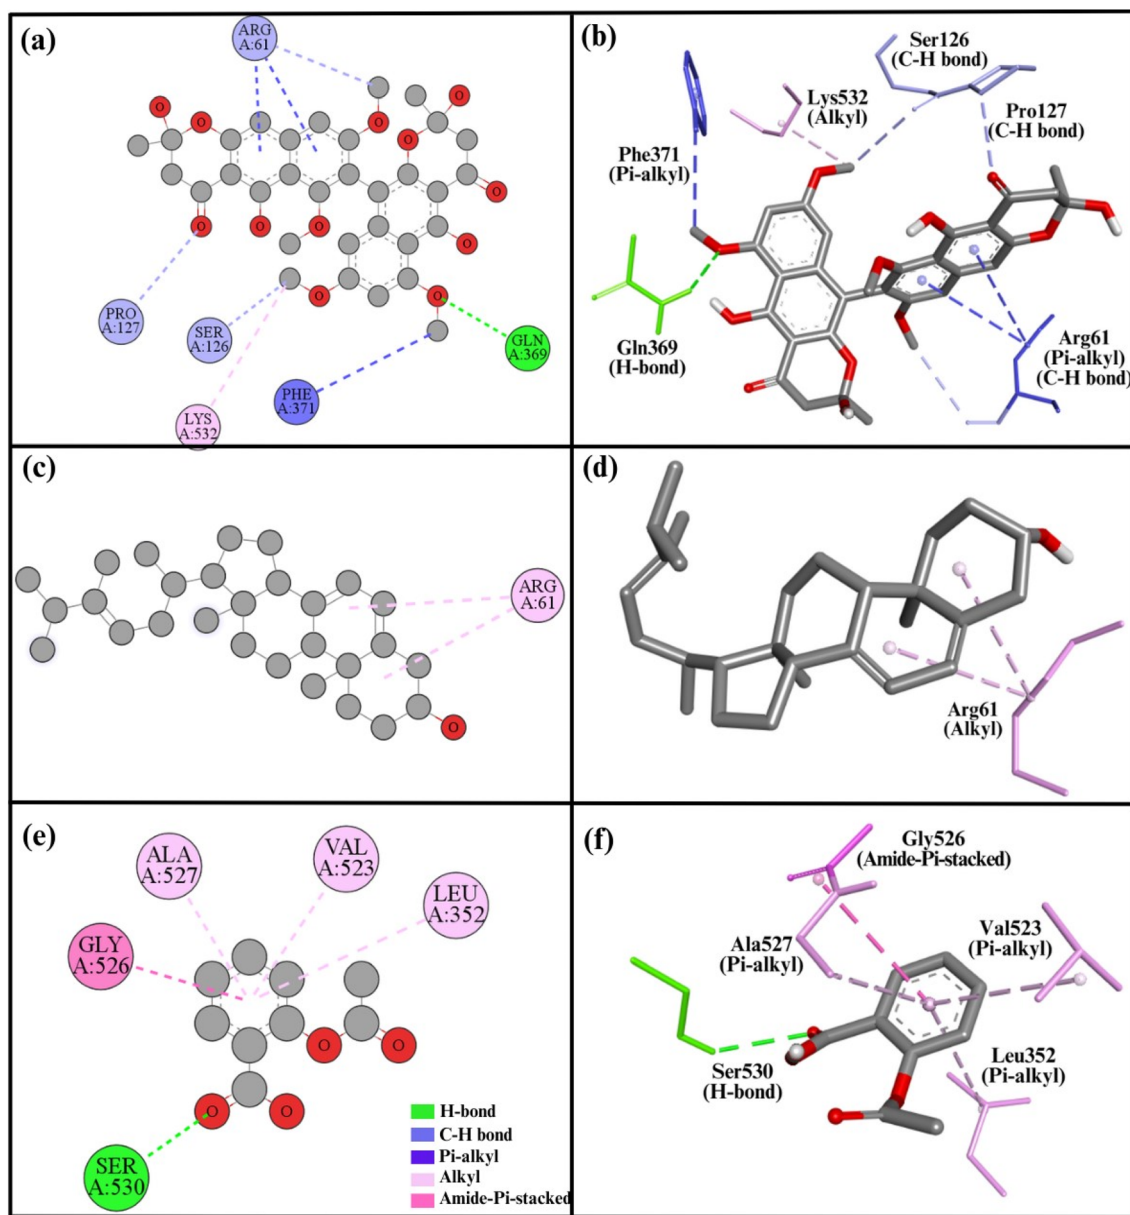 (a)
ARG
A:61
O
O
O
O
O
O
O
O
O
O
O
O
PRO
A:127
SER
A:126
LYS
A:532
PHE
A:371
GLN
A:369
(b)
Ser126
(C-H bond)
Lys532
(Alkyl)
Pro127
(C-H bond)
Phe371
(Pi-alkyl)
Gln369
(H-bond)
Arg61
(Pi-alkyl)
(C-H bond)
(c)
ARG
A:61
O
(d)
Arg61
(Alkyl)
(e)
ALA
A:527
VAL
A:523
LEU
A:352
GLY
A:526
O
O
O
O
SER
A:530
H-bond
C-H bond
Pi-alkyl
Alkyl
Amide-Pi-stacked
(f)
Gly526
(Amide-Pi-stacked)
Ala527
(Pi-alkyl)
Val523
(Pi-alkyl)
Ser530
(H-bond)
Leu352
(Pi-alkyl)